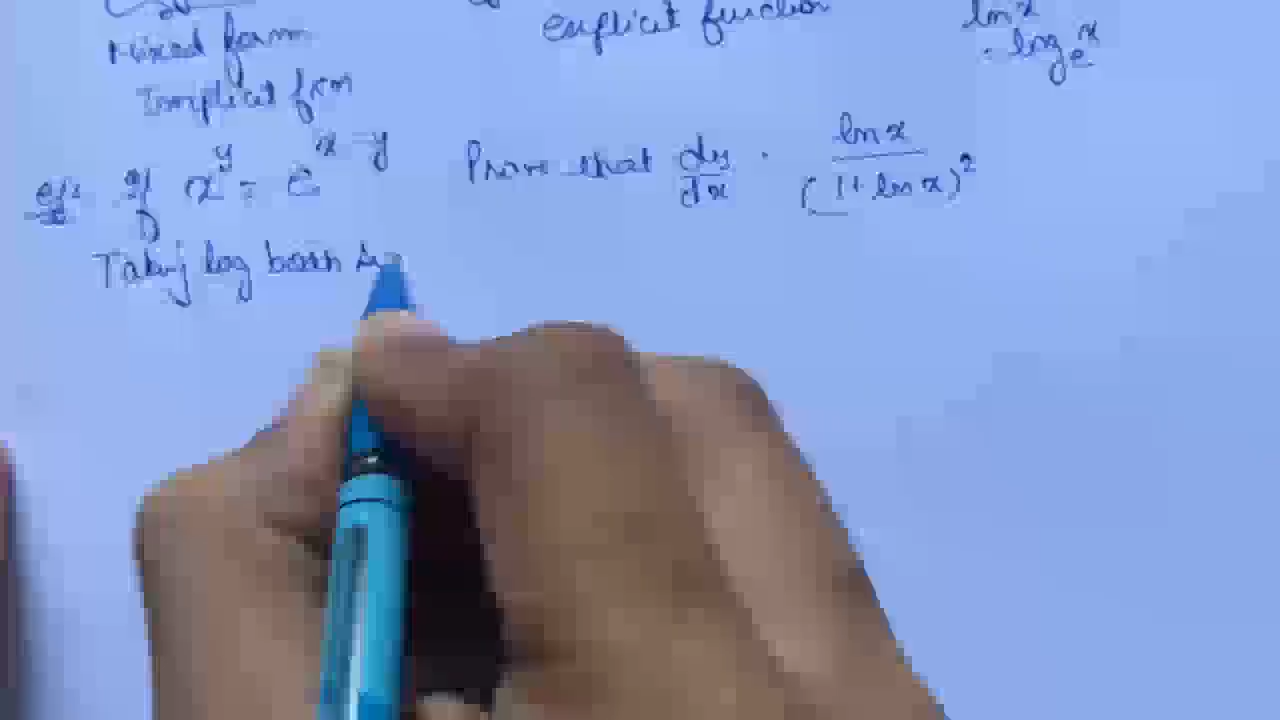 Mixed form
Implicit form
explicit function
ln x
= log_e x
eg: If x^y = e^(x-y) Prove that dy/dx = ln x/(1+ln x)^2
Taking log both